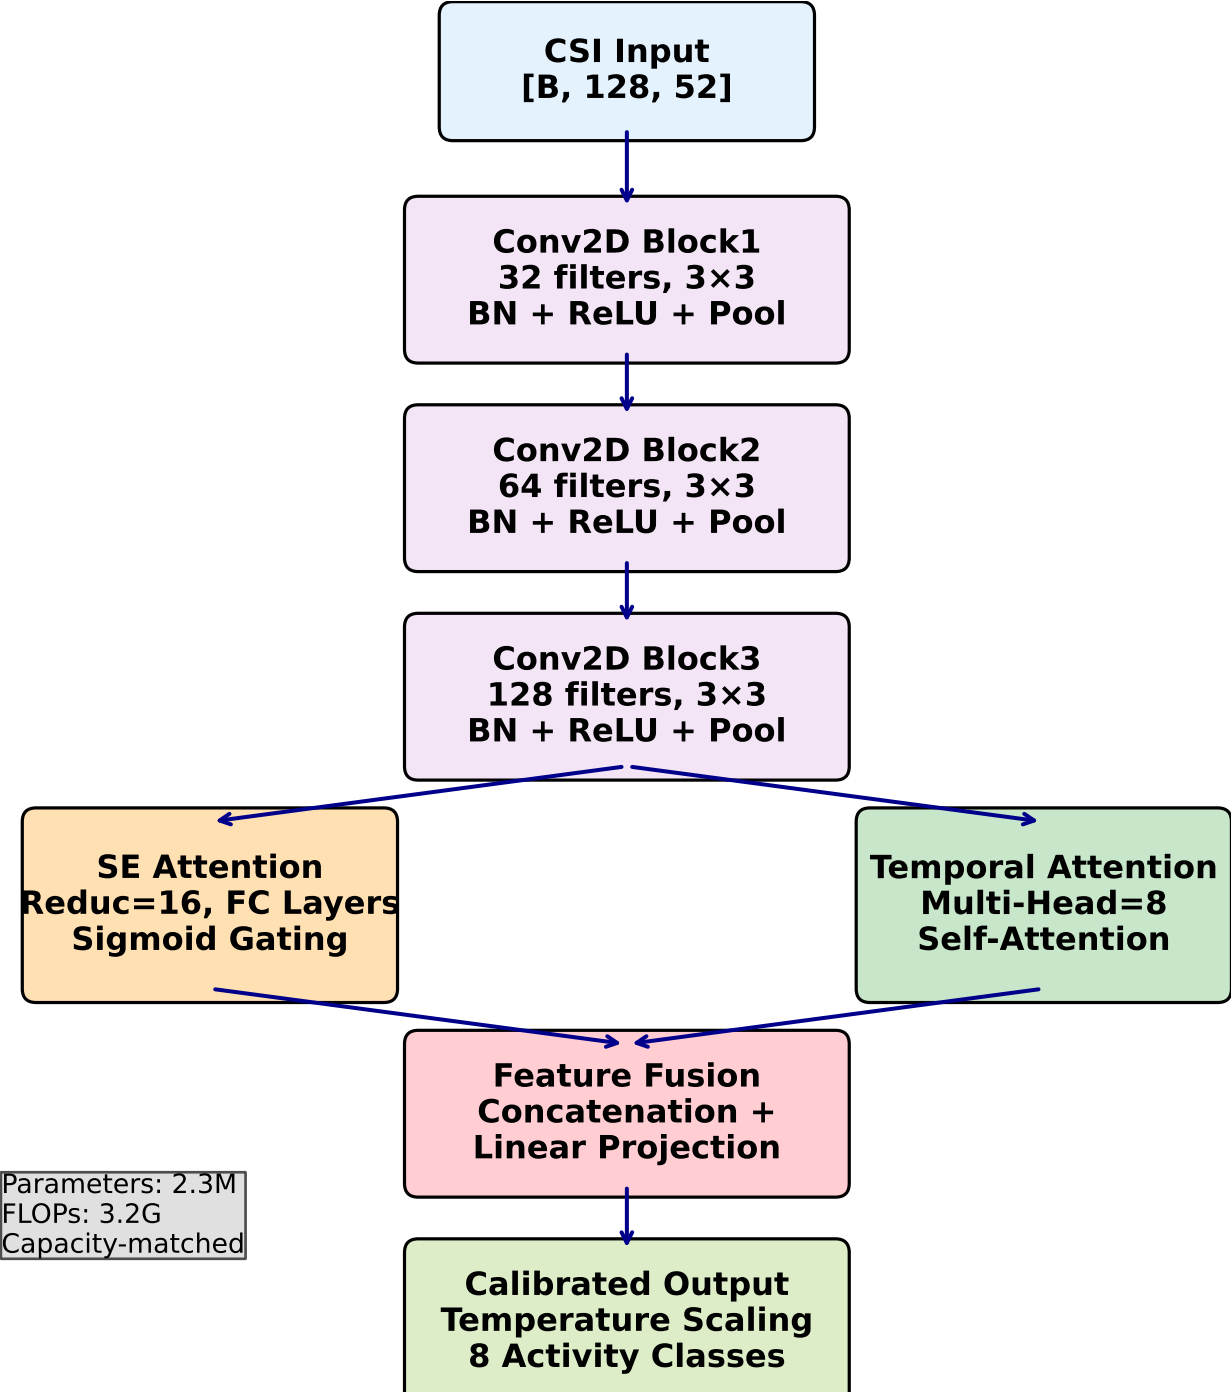 CSI Input
[B, 128, 52]
Conv2D Block1
32 filters, 3×3
BN + ReLU + Pool
Conv2D Block2
64 filters, 3×3
BN + ReLU + Pool
Conv2D Block3
128 filters, 3×3
BN + ReLU + Pool
SE Attention
Reduc=16, FC Layers
Sigmoid Gating
Temporal Attention
Multi-Head=8
Self-Attention
Feature Fusion
Concatenation +
Linear Projection
Parameters: 2.3M
FLOPs: 3.2G
Capacity-matched
Calibrated Output
Temperature Scaling
8 Activity Classes